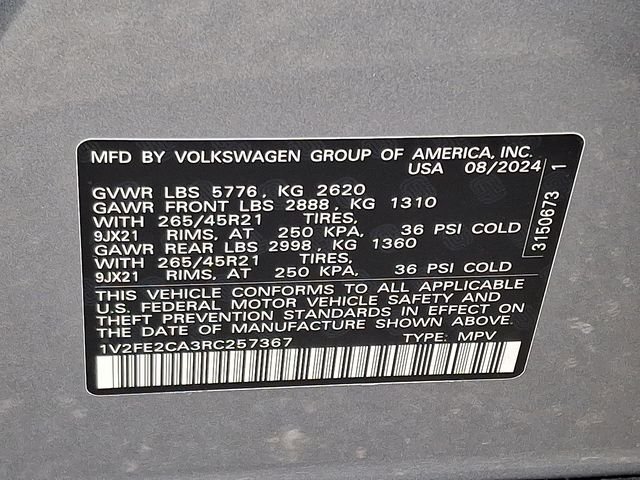 MFD BY VOLKSWAGEN GROUP OF AMERICA, INC.
USA 08/2024
GVWR LBS 5776, KG 2620
GAWR FRONT LBS 2888, KG 1310
WITH 265/45R21 TIRES,
9JX21 RIMS, AT 250 KPA, 36 PSI COLD
GAWR REAR LBS 2998, KG 1360
WITH 265/45R21 TIRES,
9JX21 RIMS, AT 250 KPA, 36 PSI COLD
THIS VEHICLE CONFORMS TO ALL APPLICABLE
U.S. FEDERAL MOTOR VEHICLE SAFETY AND
THEFT PREVENTION STANDARDS IN EFFECT ON
THE DATE OF MANUFACTURE SHOWN ABOVE.
1V2FE2CA3RC257367 TYPE: MPV
3150673 1